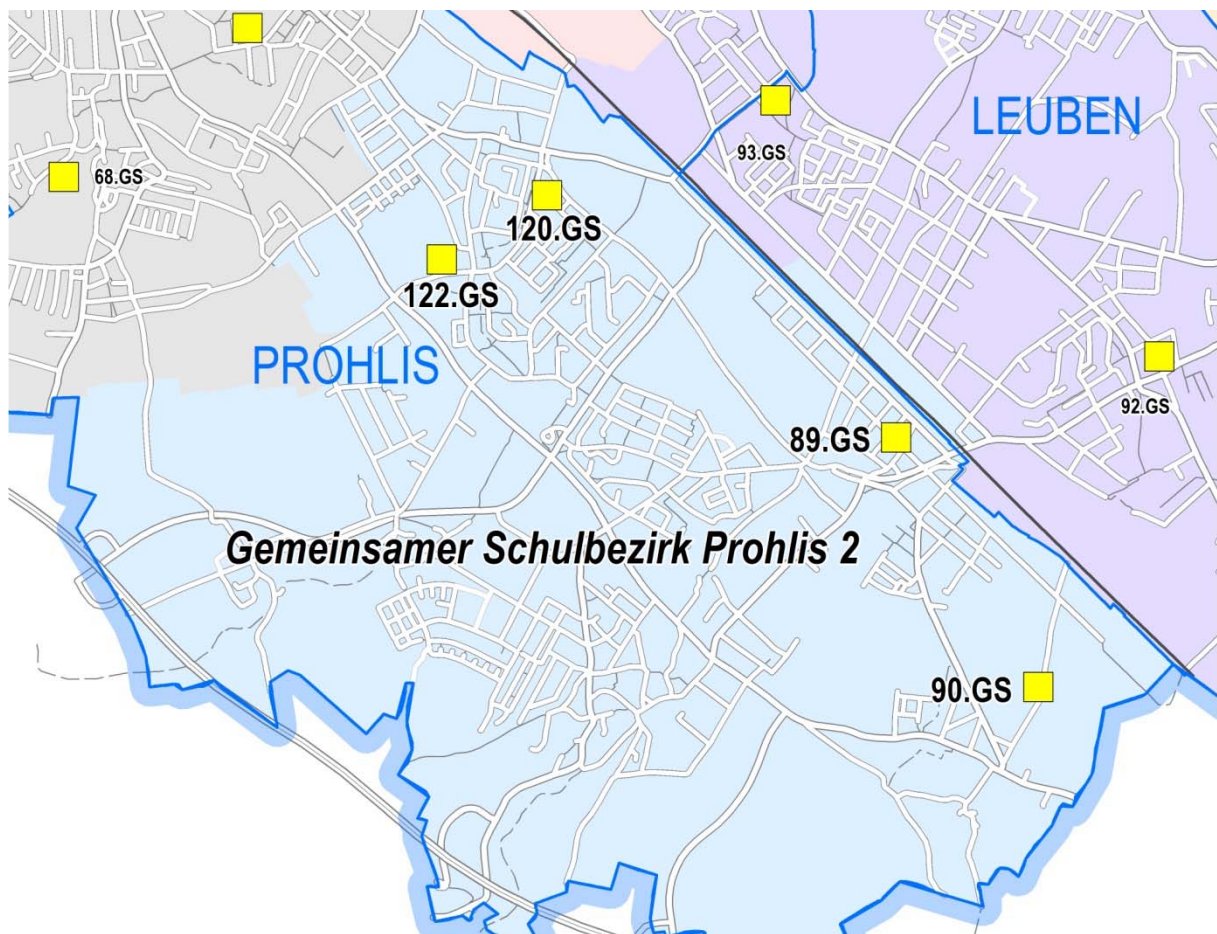 LEUBEN
93.GS
68.GS
120.GS
122.GS
PROHLIS
92.GS
89.GS
Gemeinsamer Schulbezirk Prohlis 2
90.GS